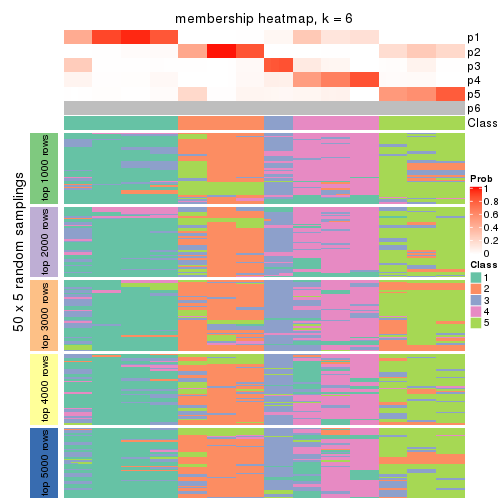 membership heatmap, k = 6
p1
p2
p3
p4
p5
p6
Class
50 x 5 random samplings
top 1000 rows
top 2000 rows
top 3000 rows
top 4000 rows
top 5000 rows
Prob
1
0.8
0.6
0.4
0.2
0
Class
1
2
3
4
5